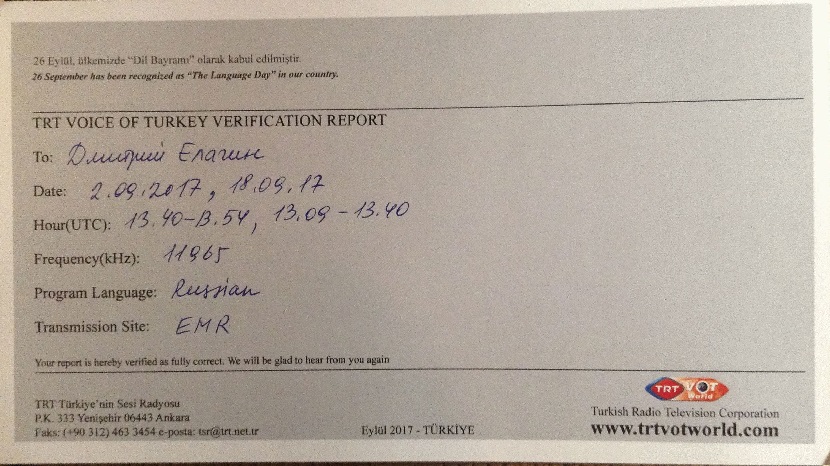 26 Eylül, ülkemizde "Dil Bayramı" olarak kabul edilmiştir.
26 September has been recognized as "The Language Day" in our country.
TRT VOICE OF TURKEY VERIFICATION REPORT
To: Дмитрий Елагин
Date: 2.09.2017, 18.09.17
Hour(UTC): 13.40-13.54, 13.09-13.40
Frequency(kHz): 11965
Program Language: Russian
Transmission Site: EMR
Your report is hereby verified as fully correct. We will be glad to hear from you again
TRT Türkiye'nin Sesi Radyosu
P.K. 333 Yenişehir 06443 Ankara
Faks: (+90 312) 463 3454 e-posta: tsr@trt.net.tr
Eylül 2017 - TÜRKİYE
TRT VOT
World
Turkish Radio Television Corporation
www.trtvotworld.com